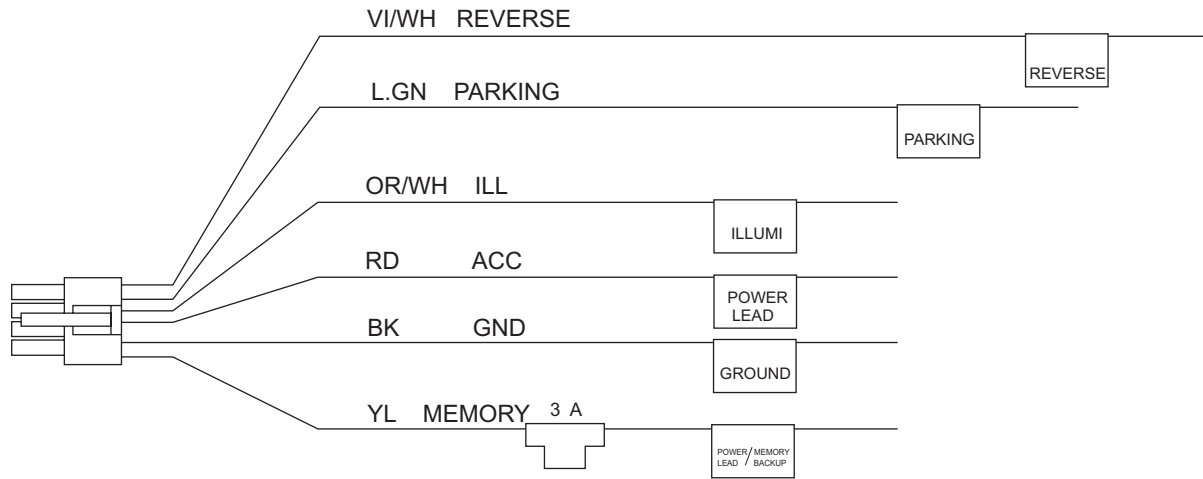 VI/WH REVERSE
REVERSE
L.GN PARKING
PARKING
OR/WH ILL
ILLUMI
RD ACC
POWER
LEAD
BK GND
GROUND
YL MEMORY 3 A
POWER / MEMORY
LEAD / BACKUP